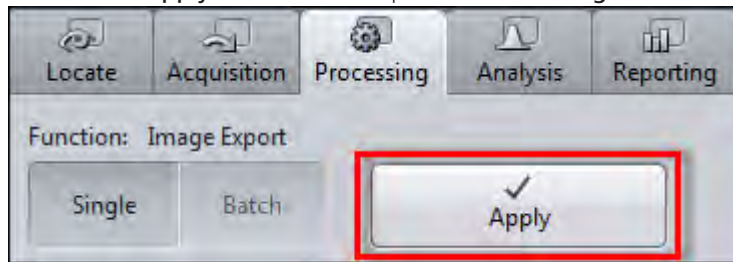 Locate Acquisition Processing Analysis Reporting
Function: Image Export
Single Batch Apply